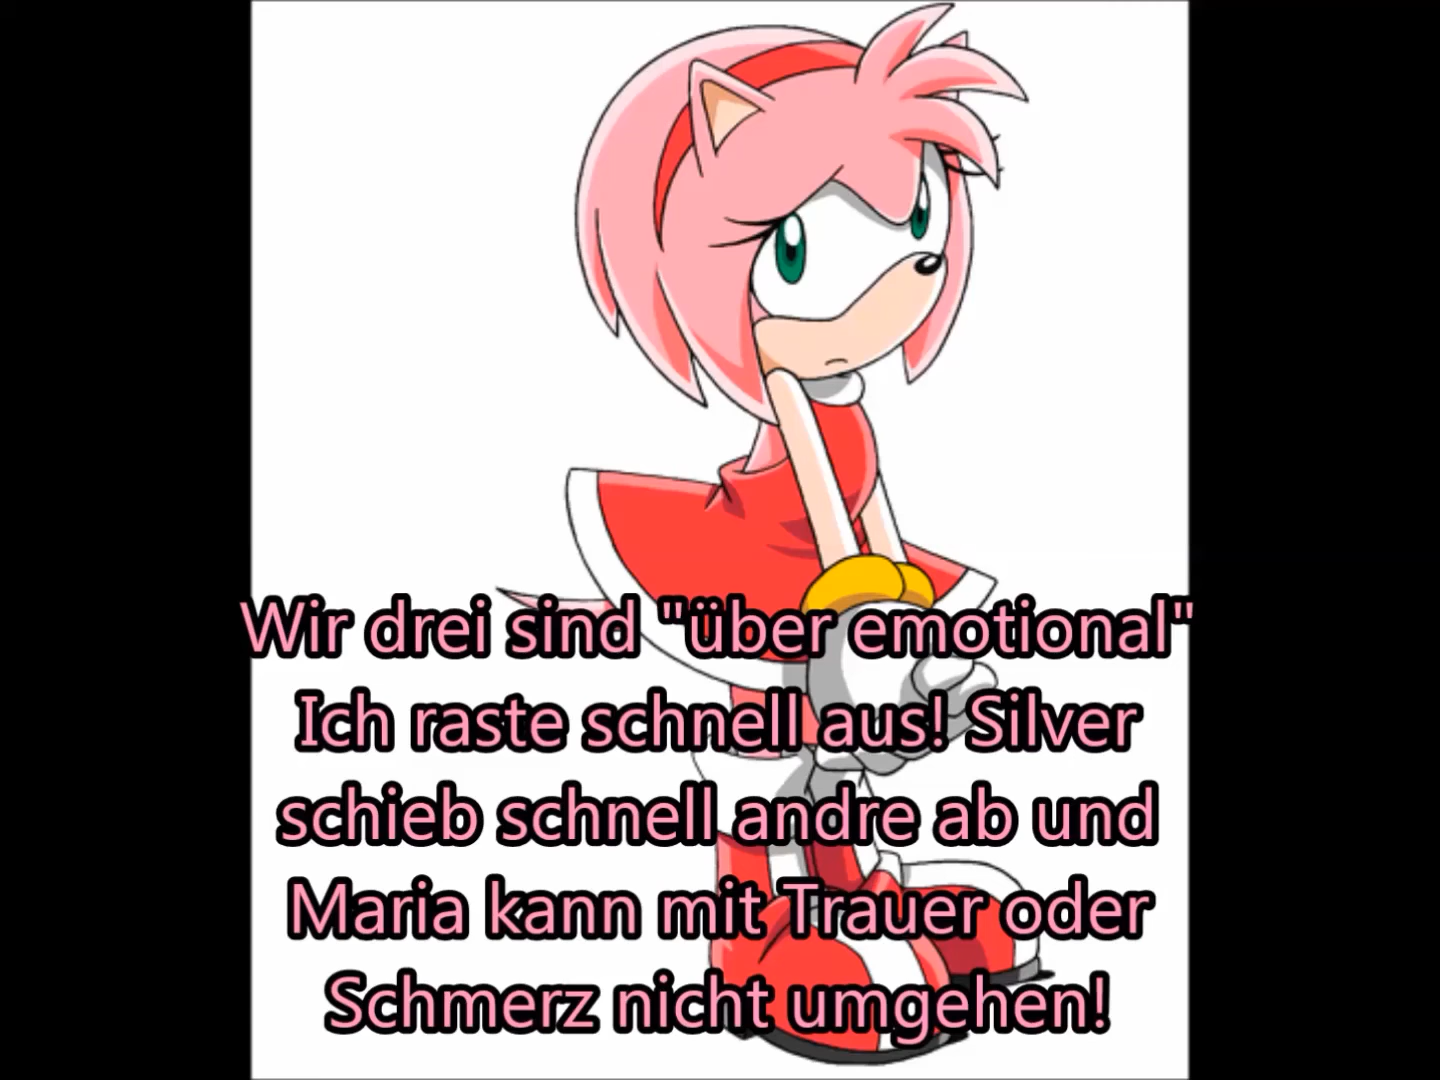 Wir drei sind "über emotional"
Ich raste schnell aus! Silver
schieb schnell andre ab und
Maria kann mit Trauer oder
Schmerz nicht umgehen!